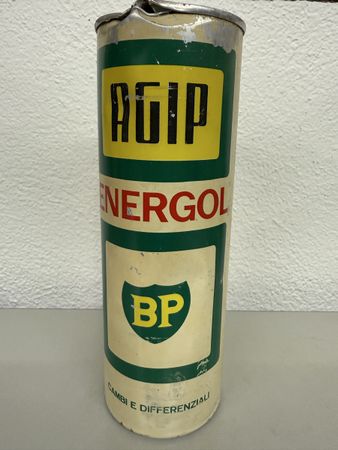 AGIP
ENERGOL
BP
CAMBI E DIFFERENZIALI